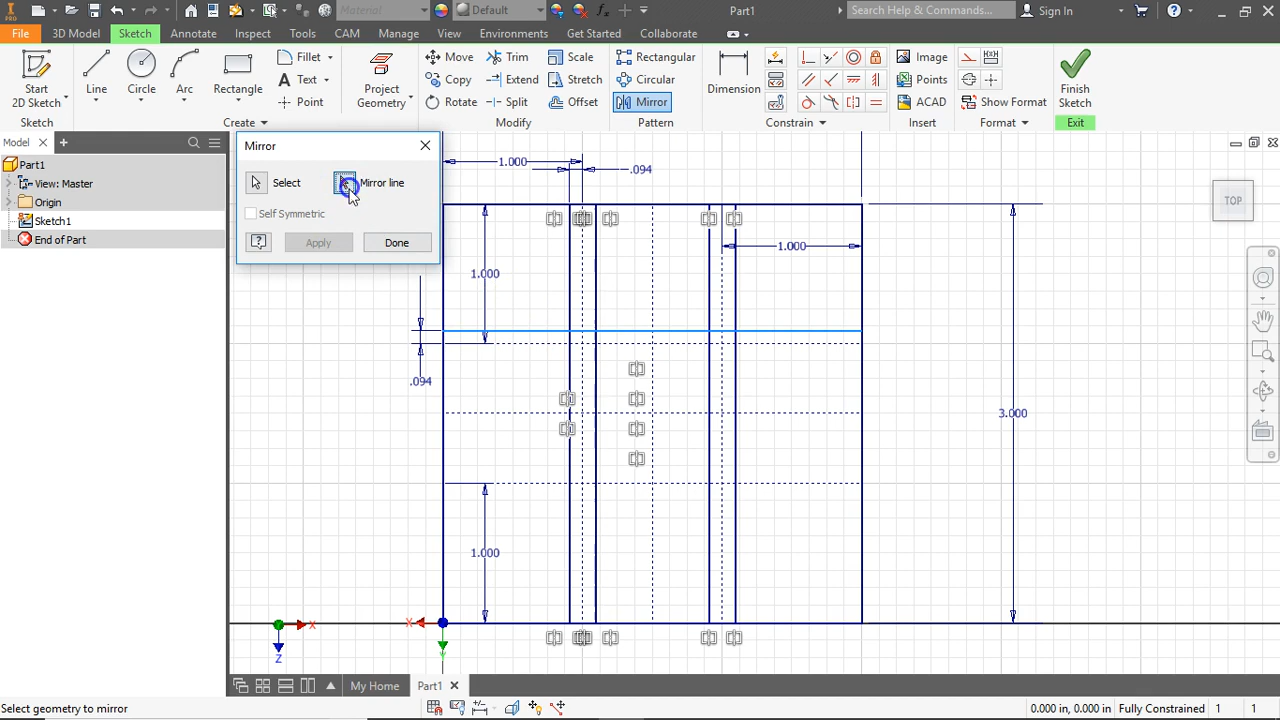 PRO
Material
Default
Part1
Search Help & Commands...
Sign In
File
3D Model
Sketch
Annotate
Inspect
Tools
CAM
Manage
View
Environments
Get Started
Collaborate
Start
2D Sketch
Line
Circle
Arc
Rectangle
Fillet
Text
Point
Project
Geometry
Move
Copy
Rotate
Trim
Extend
Split
Scale
Stretch
Offset
Rectangular
Circular
Mirror
Dimension
Image
Points
ACAD
Show Format
Finish
Sketch
Sketch
Create
Modify
Pattern
Constrain
Insert
Format
Exit
Model
Part1
View: Master
Origin
Sketch1
End of Part
Mirror
Select
Mirror line
Self Symmetric
Apply
Done
1.000
.094
TOP
1.000
1.000
.094
3.000
1.000
X
X
Y
Z
My Home
Part1
Select geometry to mirror
0.000 in, 0.000 in
Fully Constrained
1
1